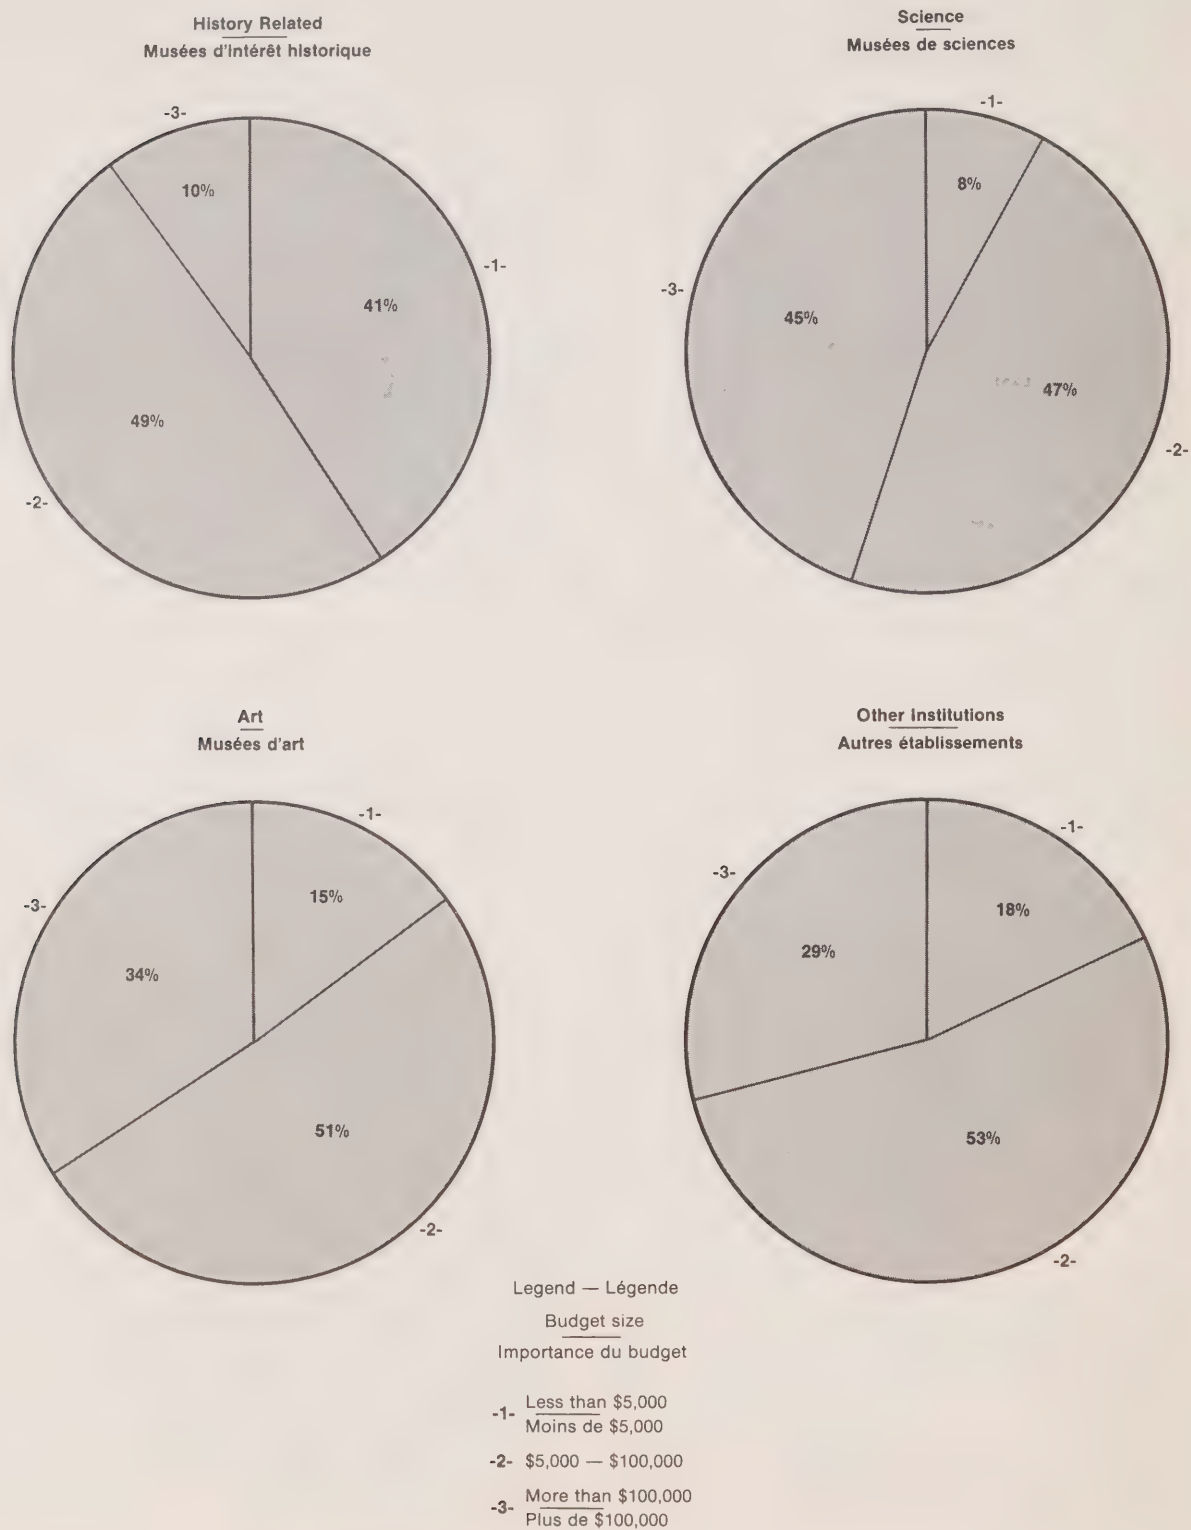 History Related
Musées d'intérêt historique
-3-
10%
-1-
41%
49%
-2-
Science
Musées de sciences
-1-
8%
-3-
45%
47%
-2-
Art
Musées d'art
-1-
15%
-3-
34%
51%
-2-
Other Institutions
Autres établissements
-1-
-3-
18%
29%
53%
-2-
Legend — Légende
Budget size
Importance du budget
-1- Less than $5,000
Moins de $5,000
-2- $5,000 — $100,000
-3- More than $100,000
Plus de $100,000